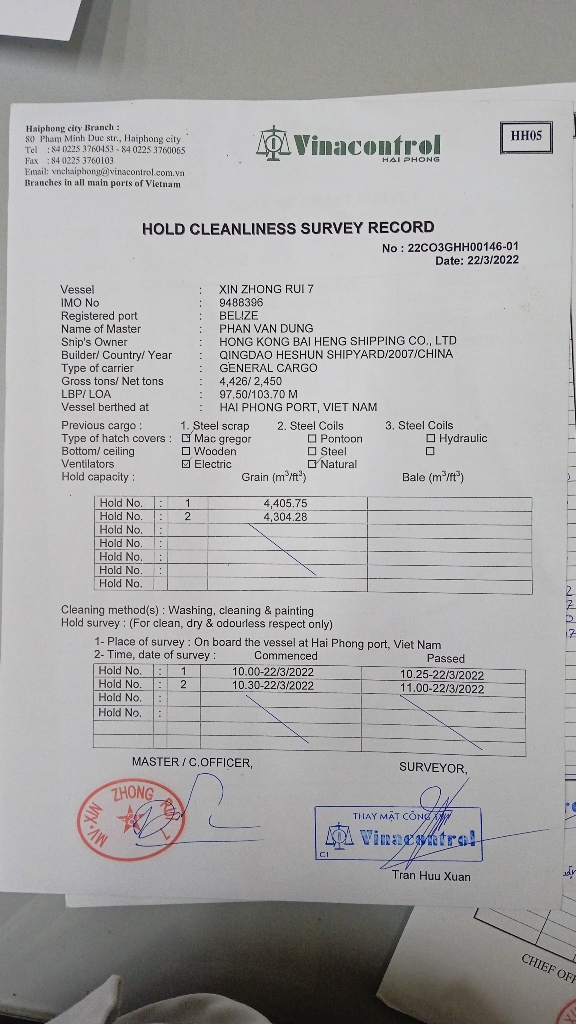 Haiphong city Branch :
80 Pham Minh Duc str., Haiphong city
Tel : 84 0225 3760453 - 84 0225 3760065
Fax : 84 0225 3760103
Email: vnchaiphong@vinacontrol.com.vn
Branches in all main ports of Vietnam
Vinacontrol
HAI PHONG
HH05
HOLD CLEANLINESS SURVEY RECORD
No : 22CO3GHH00146-01
Date: 22/3/2022
Vessel : XIN ZHONG RUI 7
IMO No : 9488396
Registered port : BELIZE
Name of Master : PHAN VAN DUNG
Ship's Owner : HONG KONG BAI HENG SHIPPING CO., LTD
Builder/ Country/ Year : QINGDAO HESHUN SHIPYARD/2007/CHINA
Type of carrier : GENERAL CARGO
Gross tons/ Net tons : 4,426/ 2,450
LBP/ LOA : 97.50/103.70 M
Vessel berthed at : HAI PHONG PORT, VIET NAM
Previous cargo : 1. Steel scrap 2. Steel Coils 3. Steel Coils
Type of hatch covers : ☑ Mac gregor ☐ Pontoon ☐ Hydraulic
Bottom/ ceiling ☐ Wooden ☐ Steel ☐
Ventilators ☑ Electric ☑ Natural
Hold capacity : Grain (m³/ft³) Bale (m³/ft³)
Hold No. : 1 4,405.75
Hold No. : 2 4,304.28
Hold No. :
Hold No. :
Hold No. :
Hold No. :
Hold No. :
Cleaning method(s) : Washing, cleaning & painting
Hold survey : (For clean, dry & odourless respect only)
1- Place of survey : On board the vessel at Hai Phong port, Viet Nam
2- Time, date of survey : Commenced Passed
Hold No. : 1 10.00-22/3/2022 10.25-22/3/2022
Hold No. : 2 10.30-22/3/2022 11.00-22/3/2022
Hold No. :
Hold No. :
MASTER / C.OFFICER,
SURVEYOR,
MV. XIN ZHONG RUI 7
THAY MẶT CÔNG TY
Vinacontrol
CI
Tran Huu Xuan
CHIEF OFF